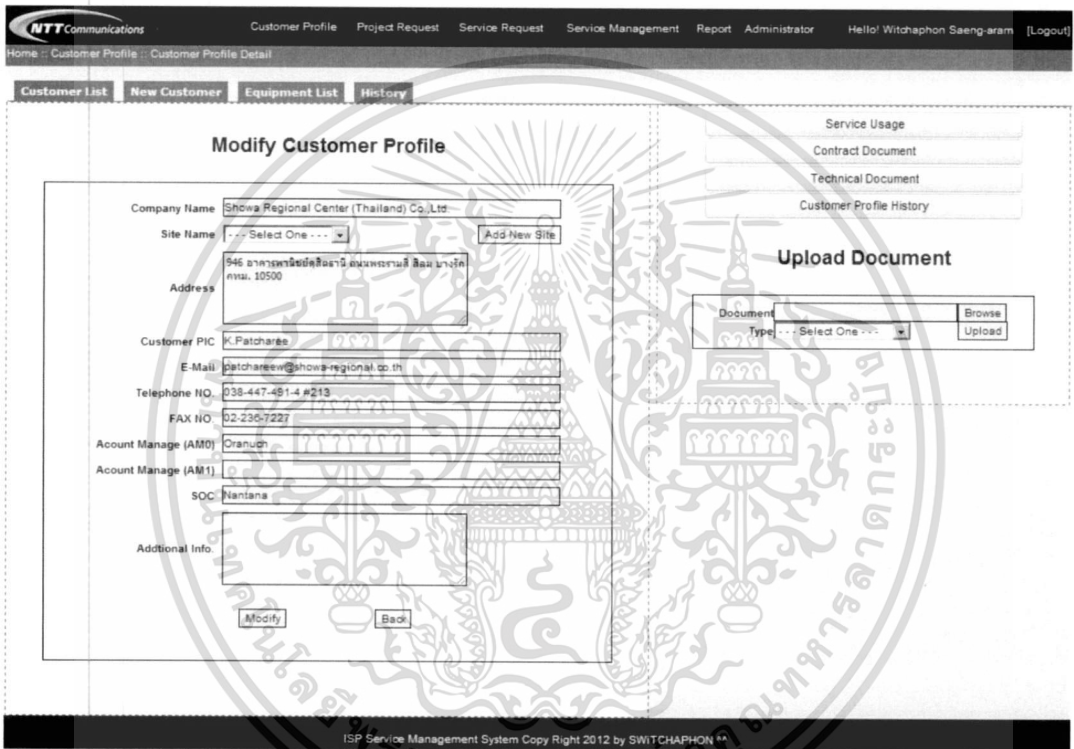 NTT Communications
Customer Profile Project Request Service Request Service Management Report Administrator Hello! Witchaphon Saeng-aram [Logout]
Home :: Customer Profile :: Customer Profile Detail
Customer List New Customer Equipment List History
Modify Customer Profile
Company Name Showa Regional Center (Thailand) Co.,Ltd.
Site Name - - - Select One - - - Add New Site
Address 946 อาคารพาณิชย์ดุสิตธานี ถนนพระรามสี่ สีลม บางรัก
กทม. 10500
Customer PIC K.Patcharee
E-Mail patchareew@showa-regional.co.th
Telephone NO. 038-447-491-4 #213
FAX NO. 02-236-7227
Acount Manage (AM0) Oranuch
Acount Manage (AM1)
SOC Nantana
Addtional Info.
Modify Back
Service Usage
Contract Document
Technical Document
Customer Profile History
Upload Document
Document Browse
Type - - - Select One - - - Upload
ISP Service Management System Copy Right 2012 by SWiTCHAPHON ^^